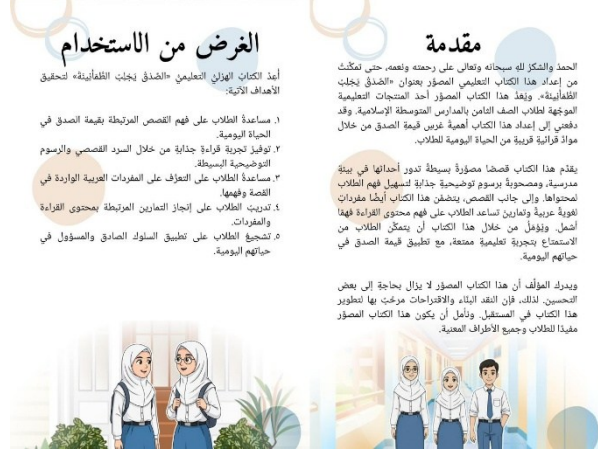 مقدمة
الحمدُ والشكرُ للهِ سبحانه وتعالى على رحمته ونعمه، حتى تمكّنتُ
من إعداد هذا الكتاب التعليمي المصوّر بعنوان «الصّدقُ يَجلِبُ
الطُّمَأنِينَةَ». ويُعَدُّ هذا الكتاب المصوّر أحدَ المنتجات التعليمية
الموجّهة لطلاب الصف الثامن بالمدارس المتوسطة الإسلامية. وقد
دفعني إلى إعداد هذا الكتاب أهميةُ غرسِ قيمةِ الصدق من خلال
موادَّ قرائيةٍ قريبةٍ من الحياة اليومية للطلاب.
يقدّم هذا الكتاب قصصًا مصوّرةً بسيطةً تدور أحداثها في بيئةٍ
مدرسية، ومصحوبةً برسومٍ توضيحيةٍ جذابةٍ لتسهيل فهم الطلاب
لمحتواها. وإلى جانب القصص، يتضمّن هذا الكتاب أيضًا مفرداتٍ
لغويةً عربيةً وتمارين تساعد الطلاب على فهم محتوى القراءة فهمًا
أشمل. ويُؤمَلُ من خلال هذا الكتاب أن يتمكّن الطلاب من
الاستمتاع بتجربةٍ تعليميةٍ ممتعة، مع تطبيق قيمة الصدق في
حياتهم اليومية.
ويدرك المؤلّف أن هذا الكتاب المصوّر لا يزال بحاجةٍ إلى بعض
التحسين. لذلك، فإن النقد البنّاء والاقتراحات مرحّبٌ بها لتطوير
هذا الكتاب في المستقبل. ونأمل أن يكون هذا الكتاب المصوّر
مفيدًا للطلاب وجميع الأطراف المعنية.
الغرض من الاستخدام
أُعِدَّ الكتابُ الهزليُّ التعليميُّ «الصّدقُ يَجْلِبُ الطُّمَأْنِينَةَ» لتحقيق
الأهداف الآتية:
١. مساعدةُ الطلاب على فهم القصص المرتبطة بقيمة الصدق في
الحياة اليومية.
٢. توفيرُ تجربةِ قراءةٍ جذابةٍ من خلال السرد القصصي والرسوم
التوضيحية البسيطة.
٣. مساعدةُ الطلاب على التعرّف على المفردات العربية الواردة في
القصة وفهمها.
٤. تدريبُ الطلاب على إنجاز التمارين المرتبطة بمحتوى القراءة
والمفردات.
٥. تشجيعُ الطلاب على تطبيق السلوك الصادق والمسؤول في
حياتهم اليومية.